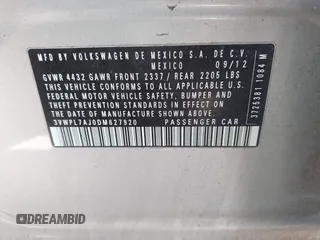 MFD BY VOLKSWAGEN DE MEXICO S.A. DE C.V.
MEXICO 09/12
GVWR 4432 GAWR FRONT 2337/ REAR 2205 LBS
THIS VEHICLE CONFORMS TO ALL APPLICABLE
FEDERAL MOTOR VEHICLE SAFETY, BUMPER AND
THEFT PREVENTION STANDARDS IN EFFECT ON
THE DATE OF MANUFACTURE SHOWN ABOVE.
3VWPL7AJ0DM627920 PASSENGER CAR
3725381 1084 M
DREAMBID